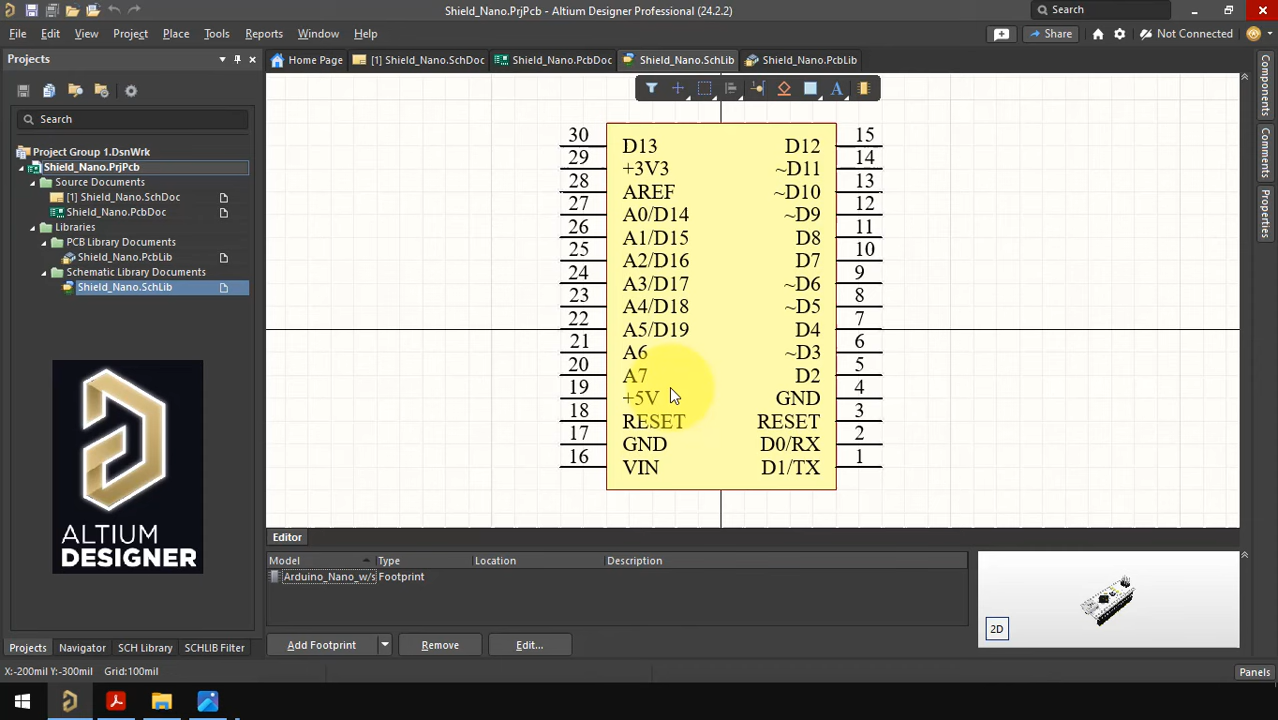 Shield_Nano.PrjPcb - Altium Designer Professional (24.2.2)
Search
File Edit View Project Place Tools Reports Window Help
Share
Not Connected
Projects
Home Page
[1] Shield_Nano.SchDoc
Shield_Nano.PcbDoc
Shield_Nano.SchLib
Shield_Nano.PcbLib
Search
Project Group 1.DsnWrk
Shield_Nano.PrjPcb
Source Documents
[1] Shield_Nano.SchDoc
Shield_Nano.PcbDoc
Libraries
PCB Library Documents
Shield_Nano.PcbLib
Schematic Library Documents
Shield_Nano.SchLib
ALTIUM
DESIGNER
A
30 D13 D12 15
29 +3V3 ~D11 14
28 AREF ~D10 13
27 A0/D14 ~D9 12
26 A1/D15 D8 11
25 A2/D16 D7 10
24 A3/D17 ~D6 9
23 A4/D18 ~D5 8
22 A5/D19 D4 7
21 A6 ~D3 6
20 A7 D2 5
19 +5V GND 4
18 RESET RESET 3
17 GND D0/RX 2
16 VIN D1/TX 1
Components
Comments
Properties
Editor
Model Type Location Description
Arduino_Nano_w/s Footprint
2D
Add Footprint Remove Edit...
Projects Navigator SCH Library SCHLIB Filter
X:-200mil Y:-300mil Grid:100mil
Panels